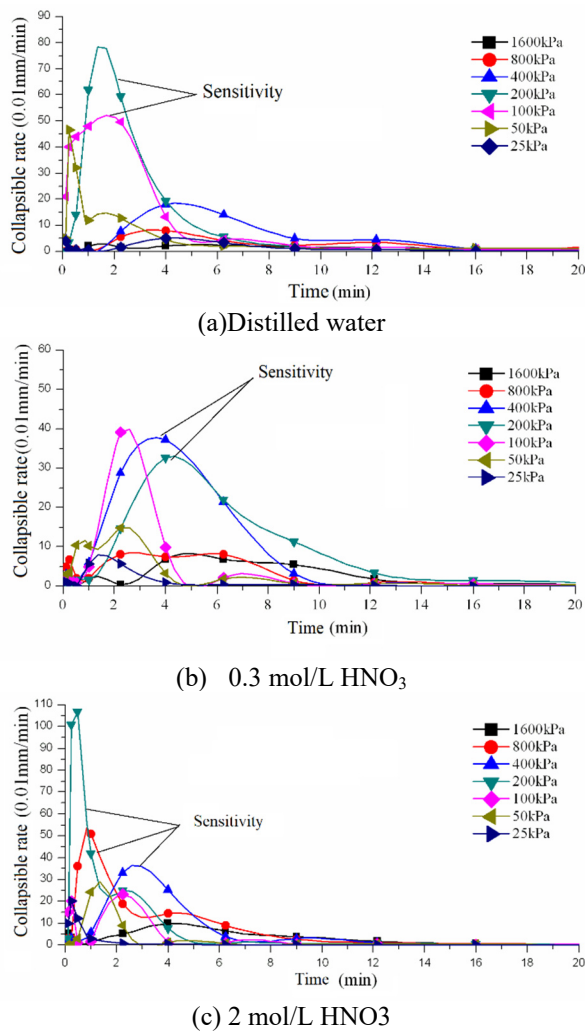 90
80
70
60
50
40
30
20
10
0
Collapsible rate (0.01mm/min)
Sensitivity
1600kPa
800kPa
400kPa
200kPa
100kPa
50kPa
25kPa
0 2 4 6 8 10 12 14 16 18 20
Time (min)
(a)Distilled water
60
50
40
30
20
10
0
Collapsible rate(0.01mm/min)
Sensitivity
1600kPa
800kPa
400kPa
200kPa
100kPa
50kPa
25kPa
0 2 4 6 8 10 12 14 16 18 20
Time (min)
(b) 0.3 mol/L HNO₃
110
100
90
80
70
60
50
40
30
20
10
0
Collapsible rate (0.01mm/min)
Sensitivity
1600kPa
800kPa
400kPa
200kPa
100kPa
50kPa
25kPa
0 2 4 6 8 10 12 14 16 18 20
Time (min)
(c) 2 mol/L HNO3